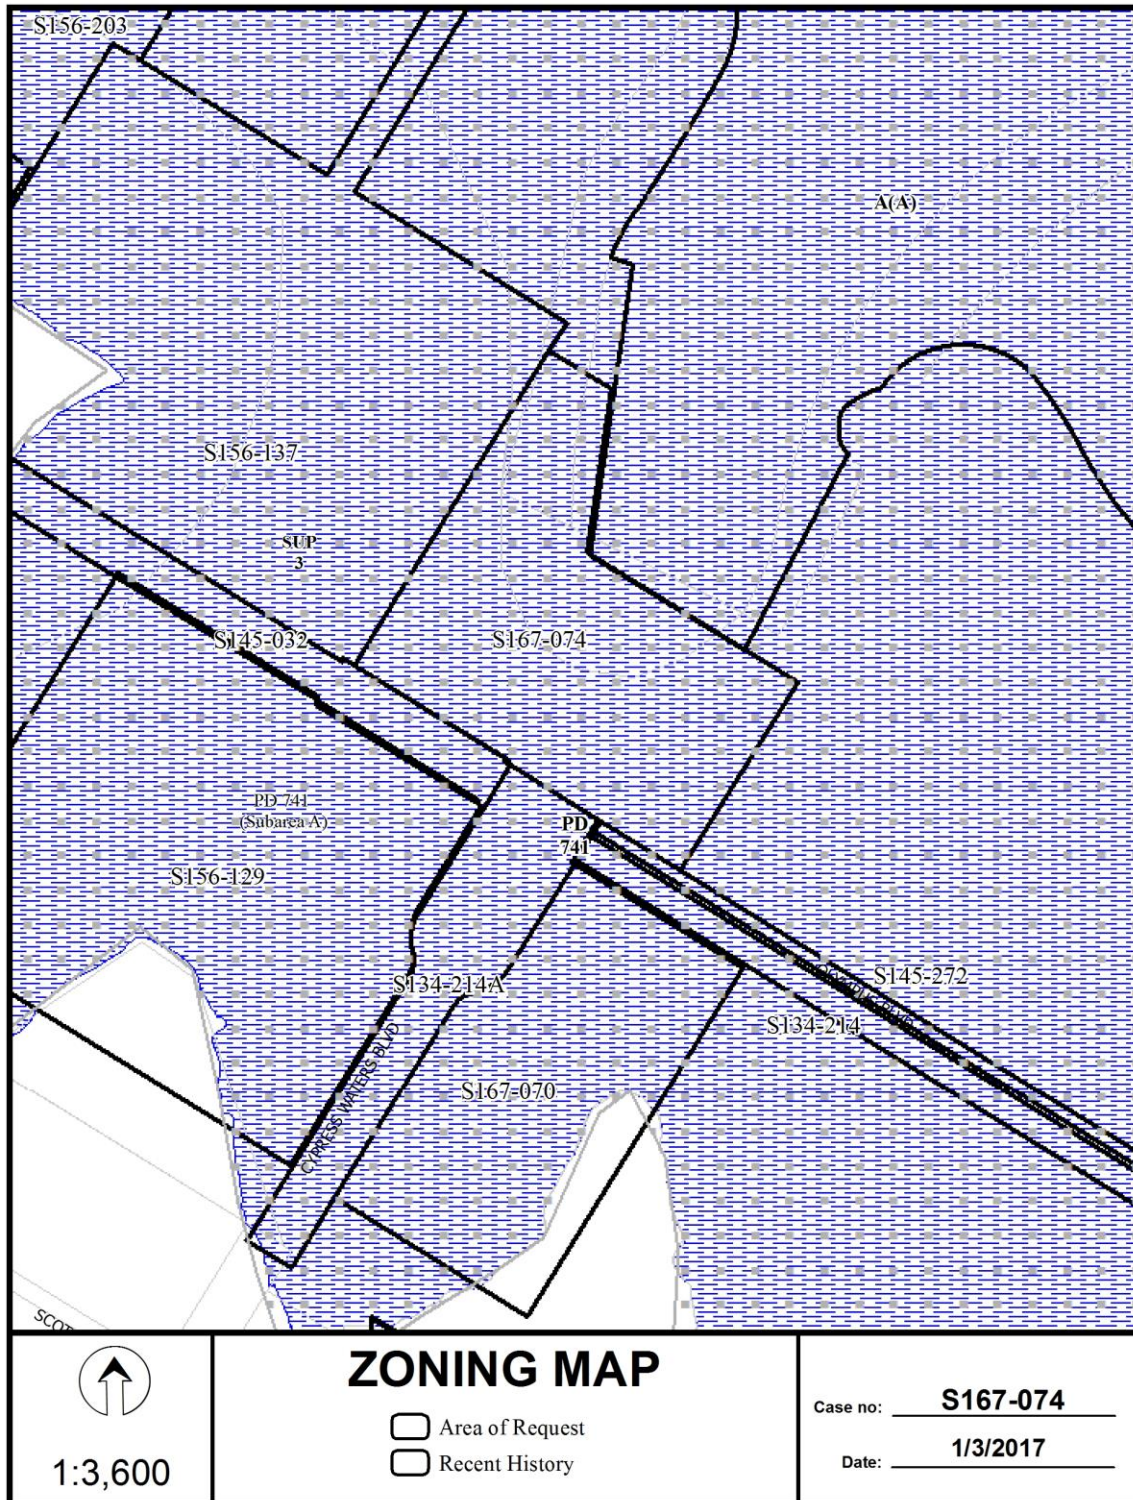 S156-203
A(A)
S156-137
SUP
3
S145-032
S167-074
PD 741
(Subarea A)
PD
741
S156-129
S134-214A
S145-272
S134-214
CYPRESS WATERS BLVD
S167-070
ZONING MAP
Area of Request
Recent History
1:3,600
Case no: S167-074
Date: 1/3/2017